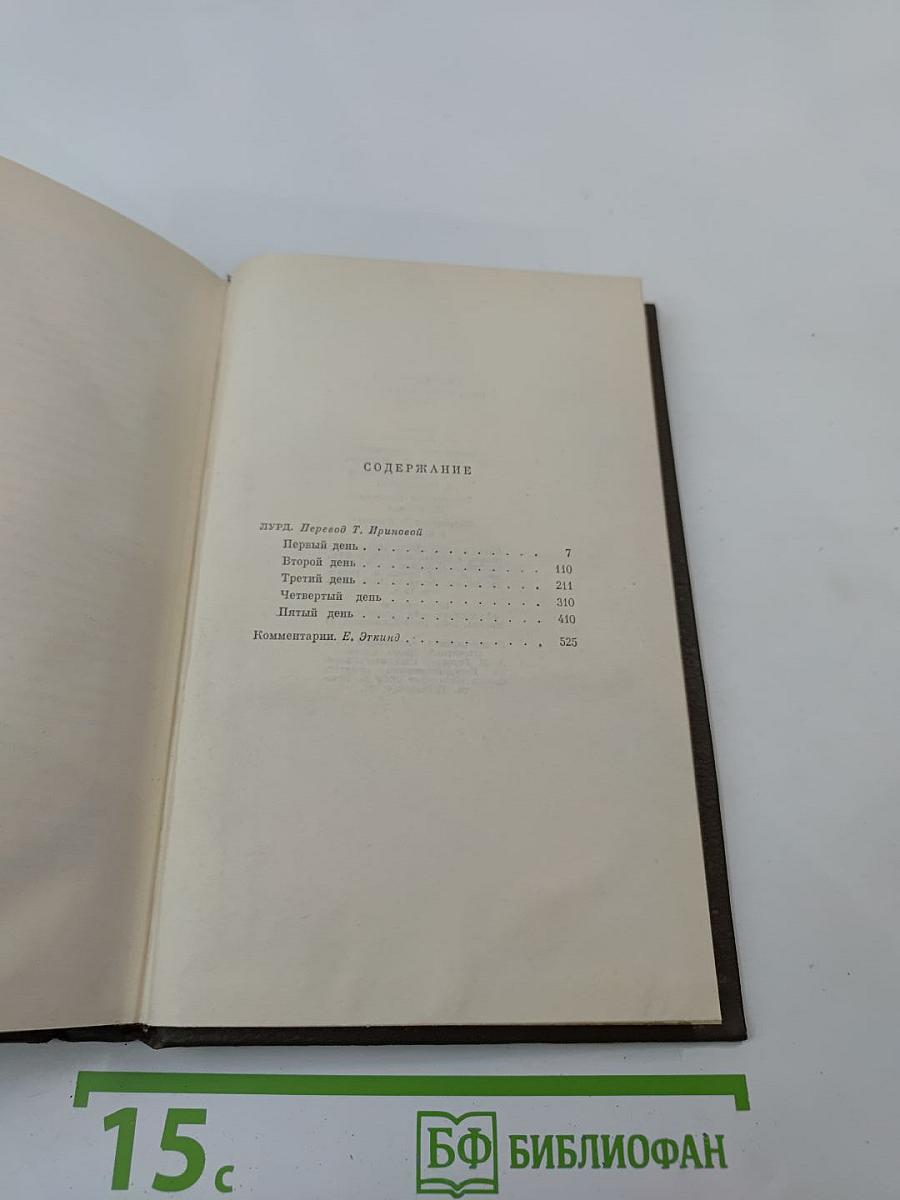 СОДЕРЖАНИЕ
ЛУРД. Перевод Т. Ириновой
Первый день . . . . . . . . . . . . . 7
Второй день . . . . . . . . . . . . . 110
Третий день . . . . . . . . . . . . . 211
Четвертый день . . . . . . . . . . . 310
Пятый день . . . . . . . . . . . . . 410
Комментарии. Е. Эткинд . . . . . . . . . . 525
15 с
БФ БИБЛИОФАН